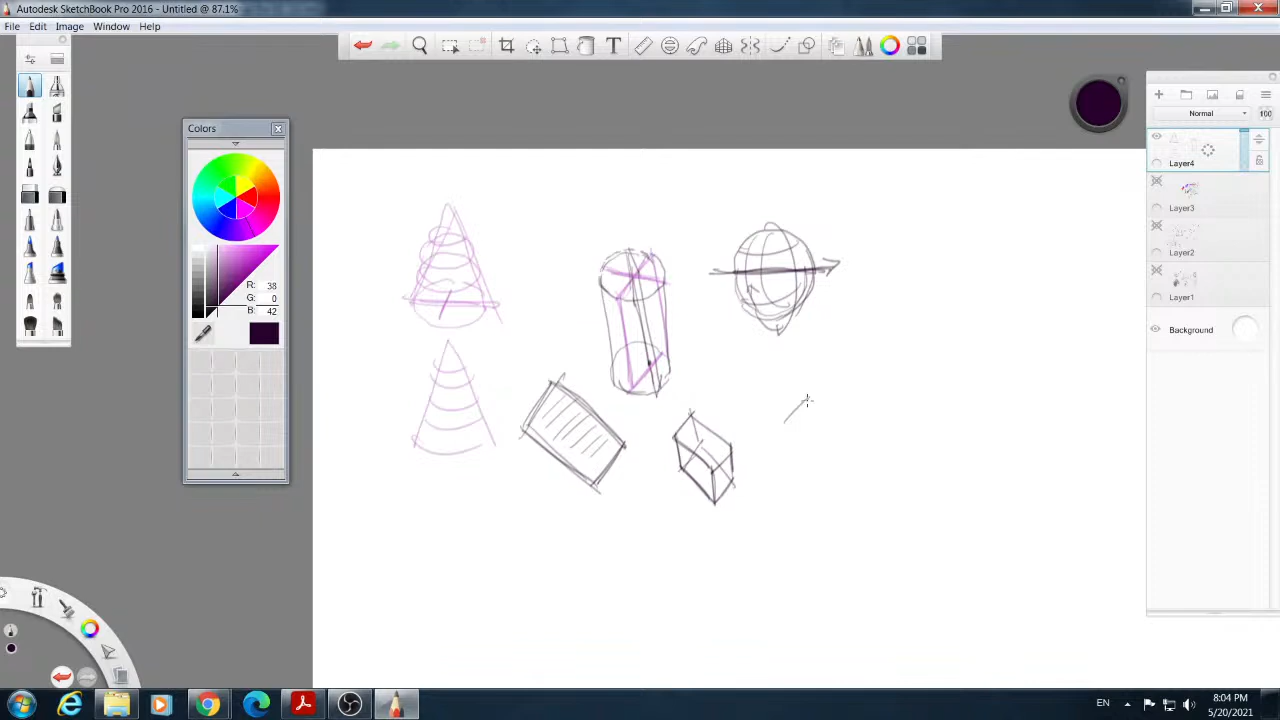 Autodesk SketchBook Pro 2016 - Untitled @ 87.1%
File Edit Image Window Help
T
Colors
R: 38
G: 0
B: 42
Normal 100
Layer4
Layer3
Layer2
Layer1
Background
EN
8:04 PM
5/20/2021